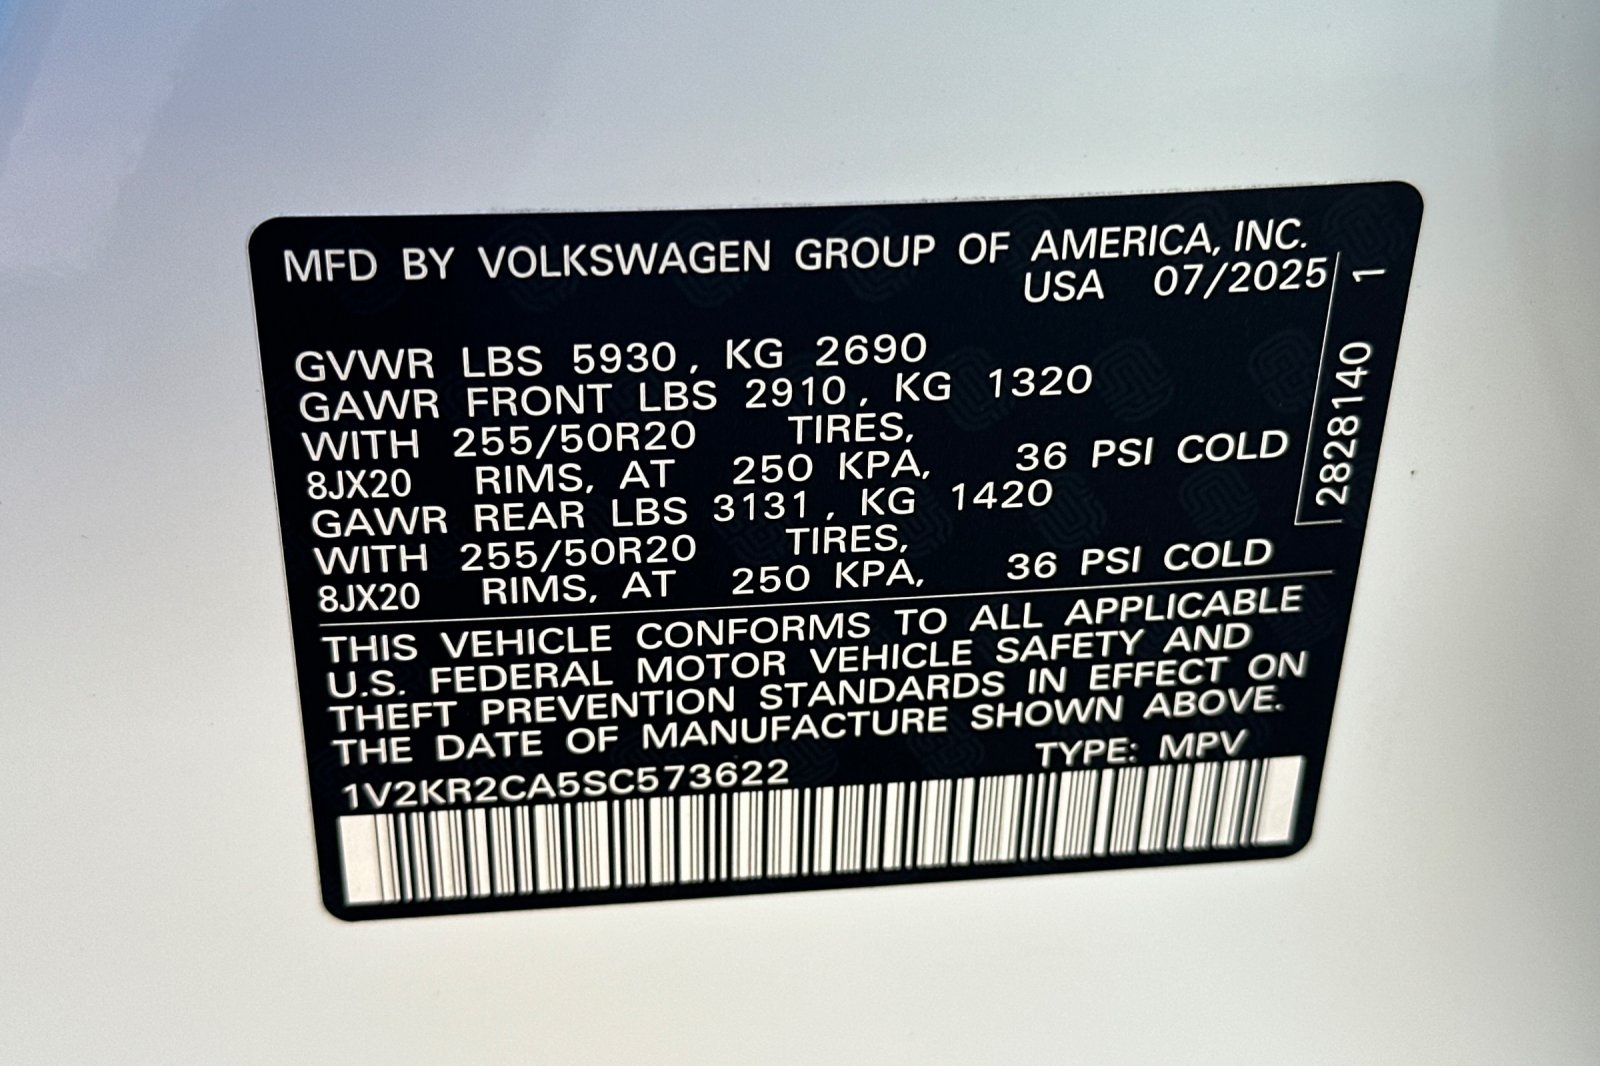 MFD BY VOLKSWAGEN GROUP OF AMERICA, INC.
USA 07/2025
GVWR LBS 5930, KG 2690
GAWR FRONT LBS 2910, KG 1320
WITH 255/50R20 TIRES,
8JX20 RIMS, AT 250 KPA, 36 PSI COLD
GAWR REAR LBS 3131, KG 1420
WITH 255/50R20 TIRES,
8JX20 RIMS, AT 250 KPA, 36 PSI COLD
THIS VEHICLE CONFORMS TO ALL APPLICABLE
U.S. FEDERAL MOTOR VEHICLE SAFETY AND
THEFT PREVENTION STANDARDS IN EFFECT ON
THE DATE OF MANUFACTURE SHOWN ABOVE.
1V2KR2CA5SC573622 TYPE: MPV
2828140 1